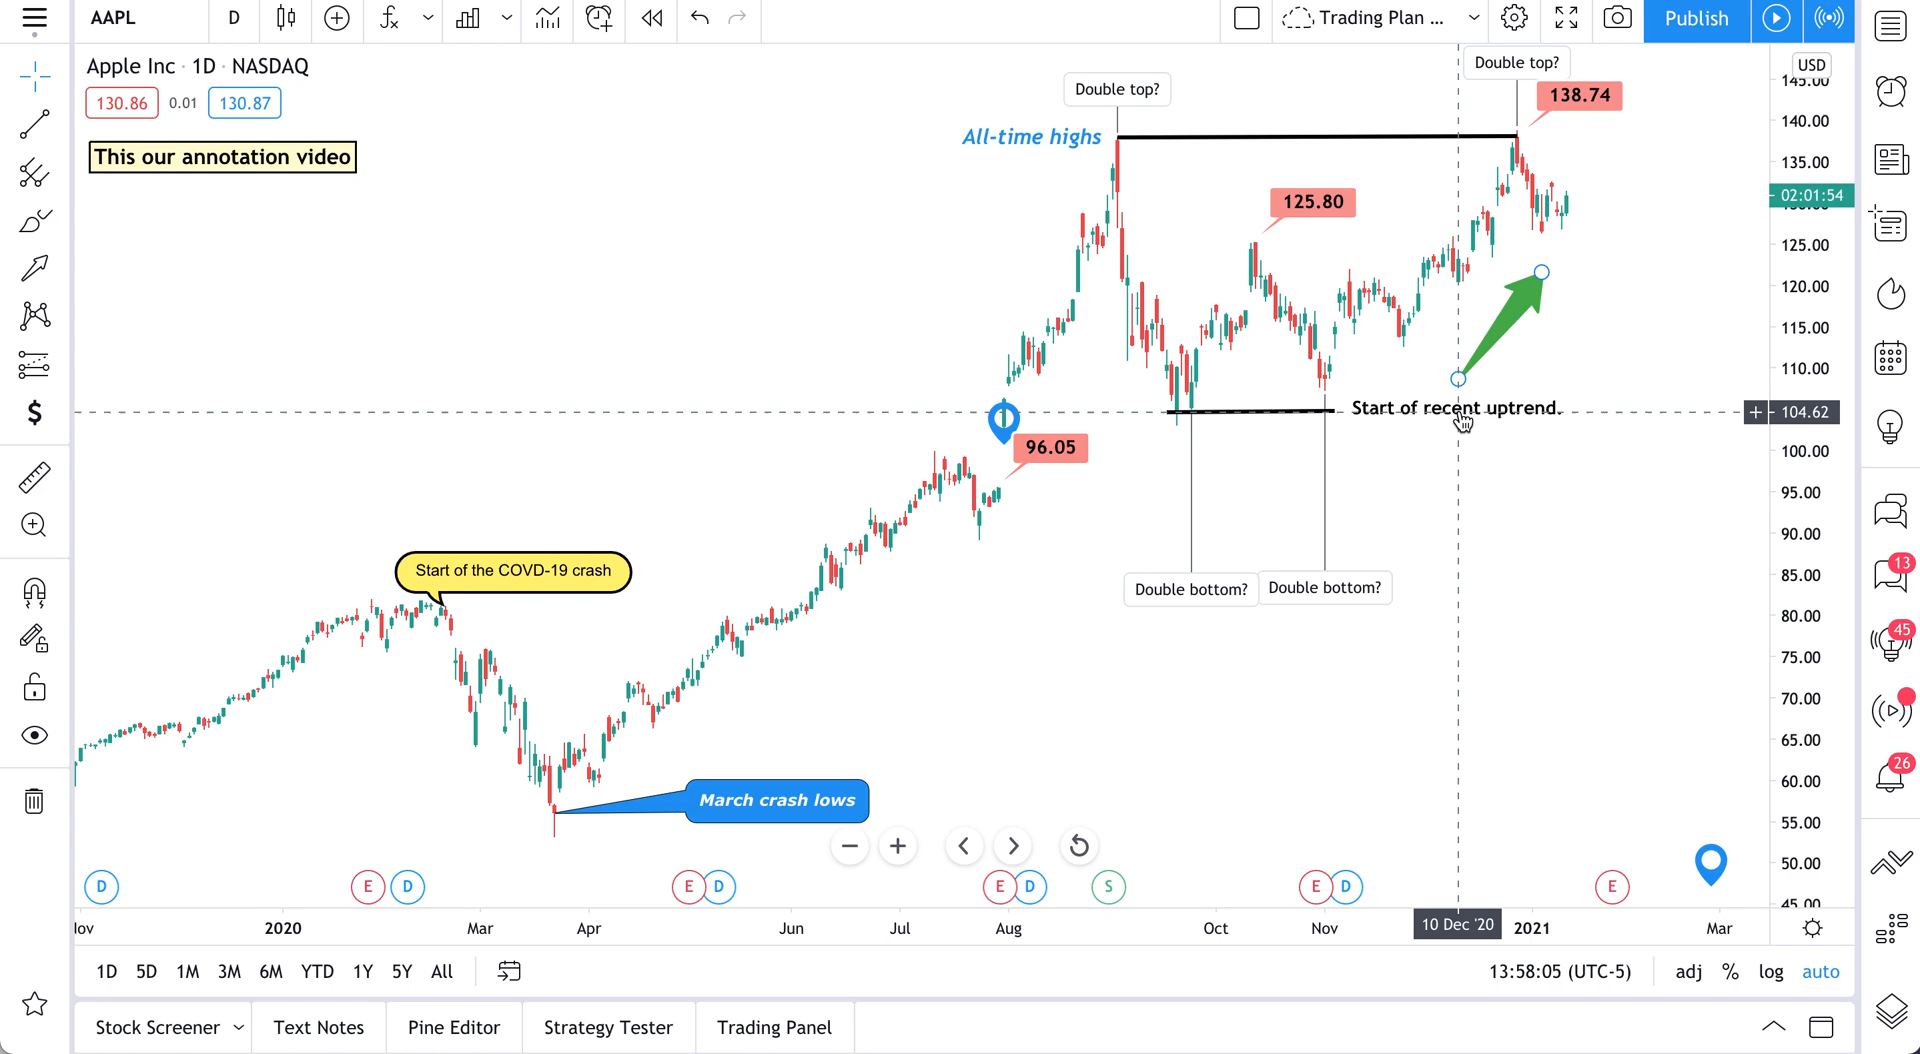 AAPL
D
Trading Plan ...
Publish
Apple Inc · 1D · NASDAQ
130.86
0.01
130.87
This our annotation video
Double top?
Double top?
All-time highs
138.74
125.80
96.05
Start of recent uptrend.
Start of the COVD-19 crash
Double bottom?
Double bottom?
March crash lows
USD
145.00
140.00
135.00
02:01:54
130.00
125.00
120.00
115.00
110.00
104.62
100.00
95.00
90.00
85.00
80.00
75.00
70.00
65.00
60.00
55.00
50.00
45.00
13
45
26
D
E
D
E
D
E
D
S
E
D
E
lov
2020
Mar
Apr
Jun
Jul
Aug
Oct
Nov
10 Dec '20
2021
Mar
1D
5D
1M
3M
6M
YTD
1Y
5Y
All
13:58:05 (UTC-5)
adj
%
log
auto
Stock Screener
Text Notes
Pine Editor
Strategy Tester
Trading Panel